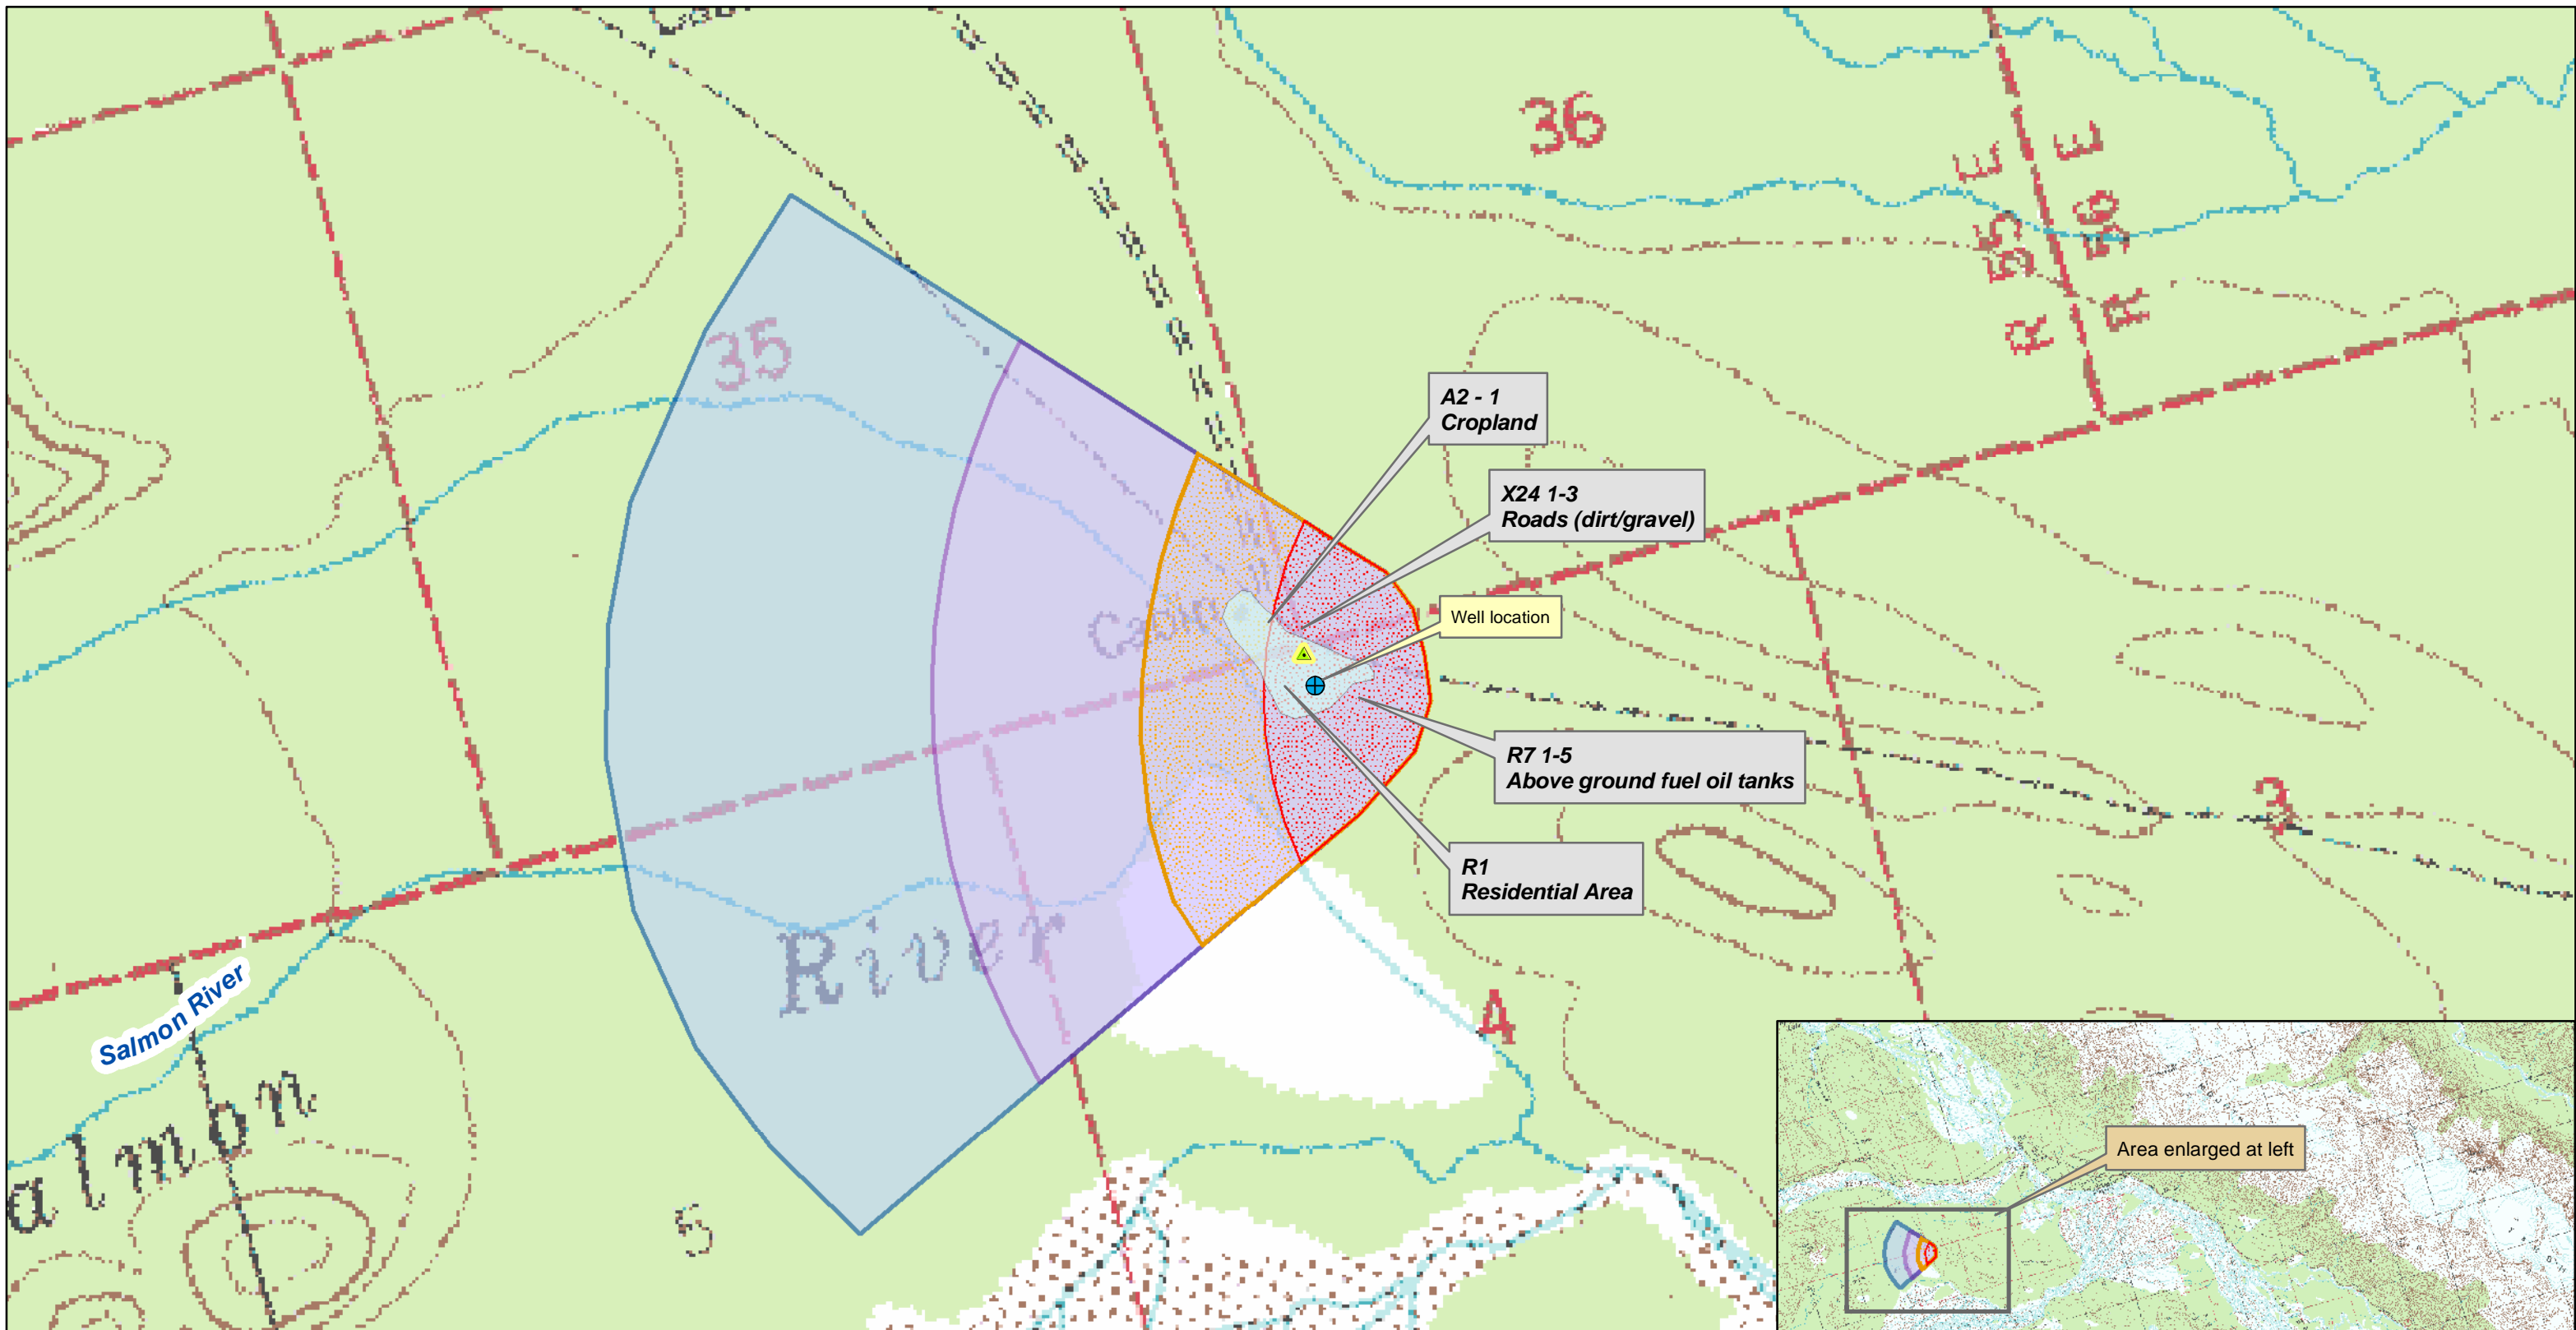 36
R 55 E
R 56 E
35
A2 - 1
Cropland
X24 1-3
Roads (dirt/gravel)
Well location
R7 1-5
Above ground fuel oil tanks
R1
Residential Area
River
4
Salmon River
almon
5
Area enlarged at left